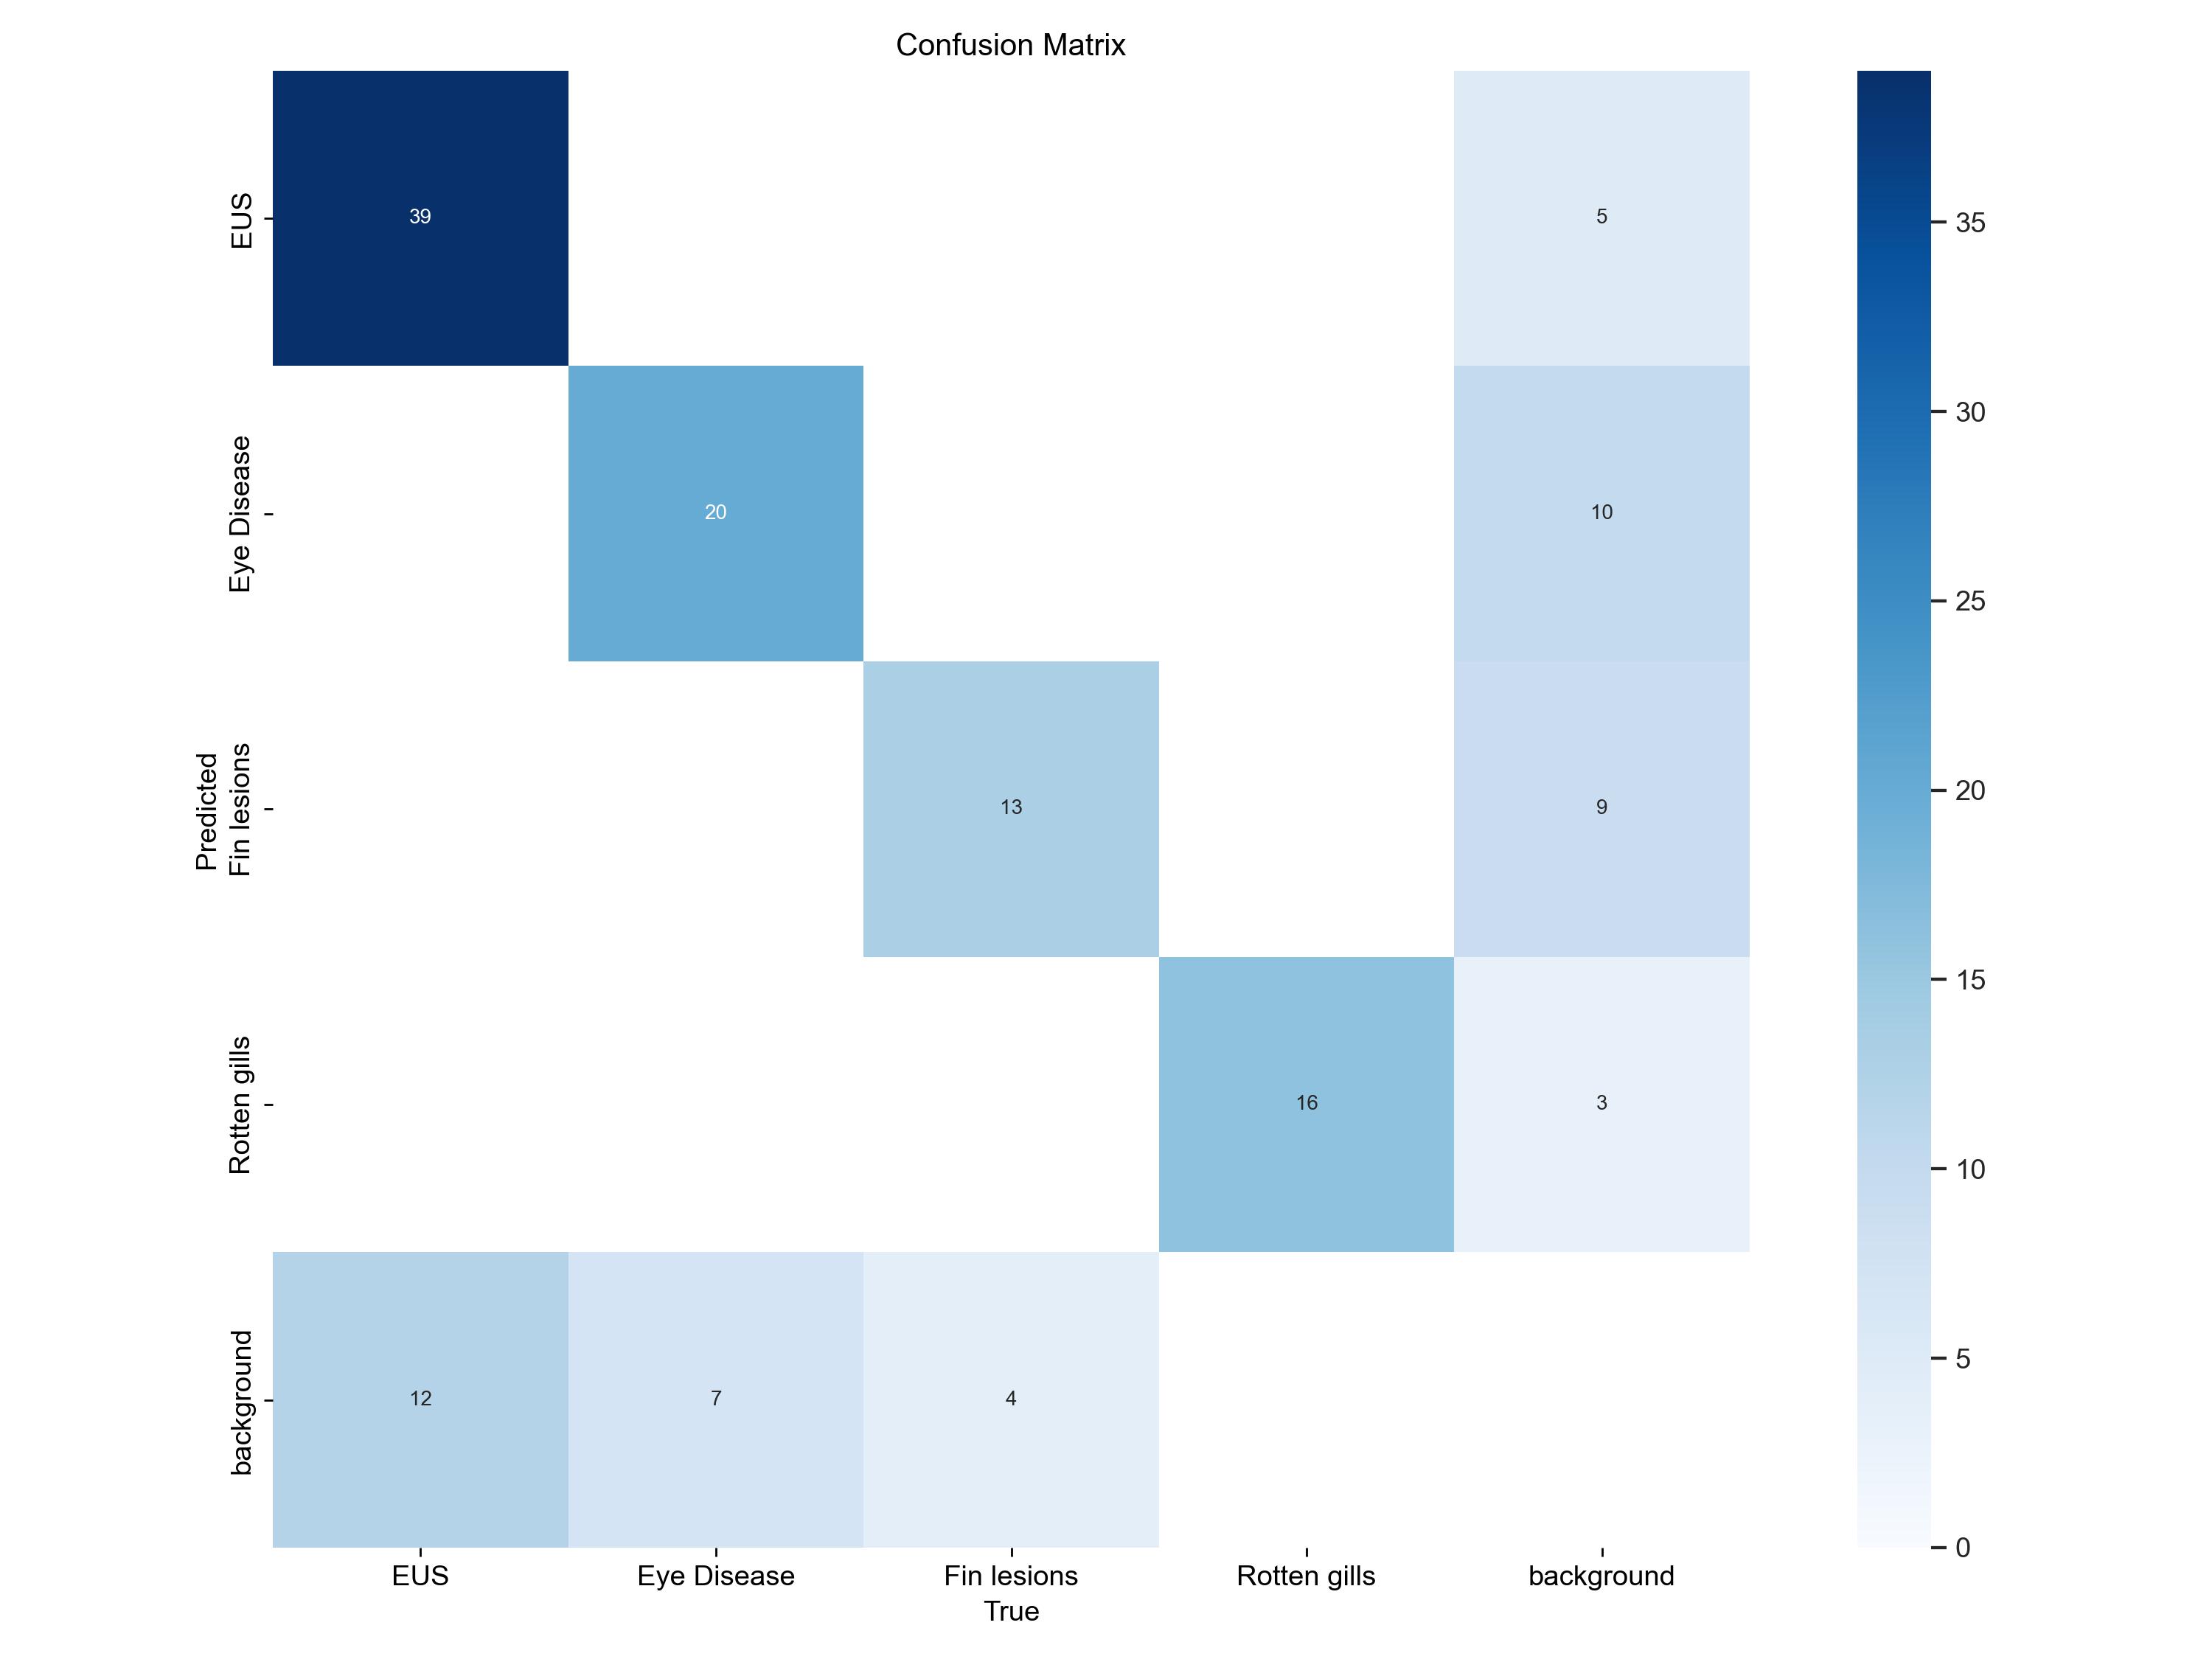 Confusion Matrix
EUS
39
5
35
30
Eye Disease
20
10
25
20
Predicted
Fin lesions
13
9
15
Rotten gills
16
3
10
5
background
12
7
4
0
EUS
Eye Disease
Fin lesions
Rotten gills
background
True